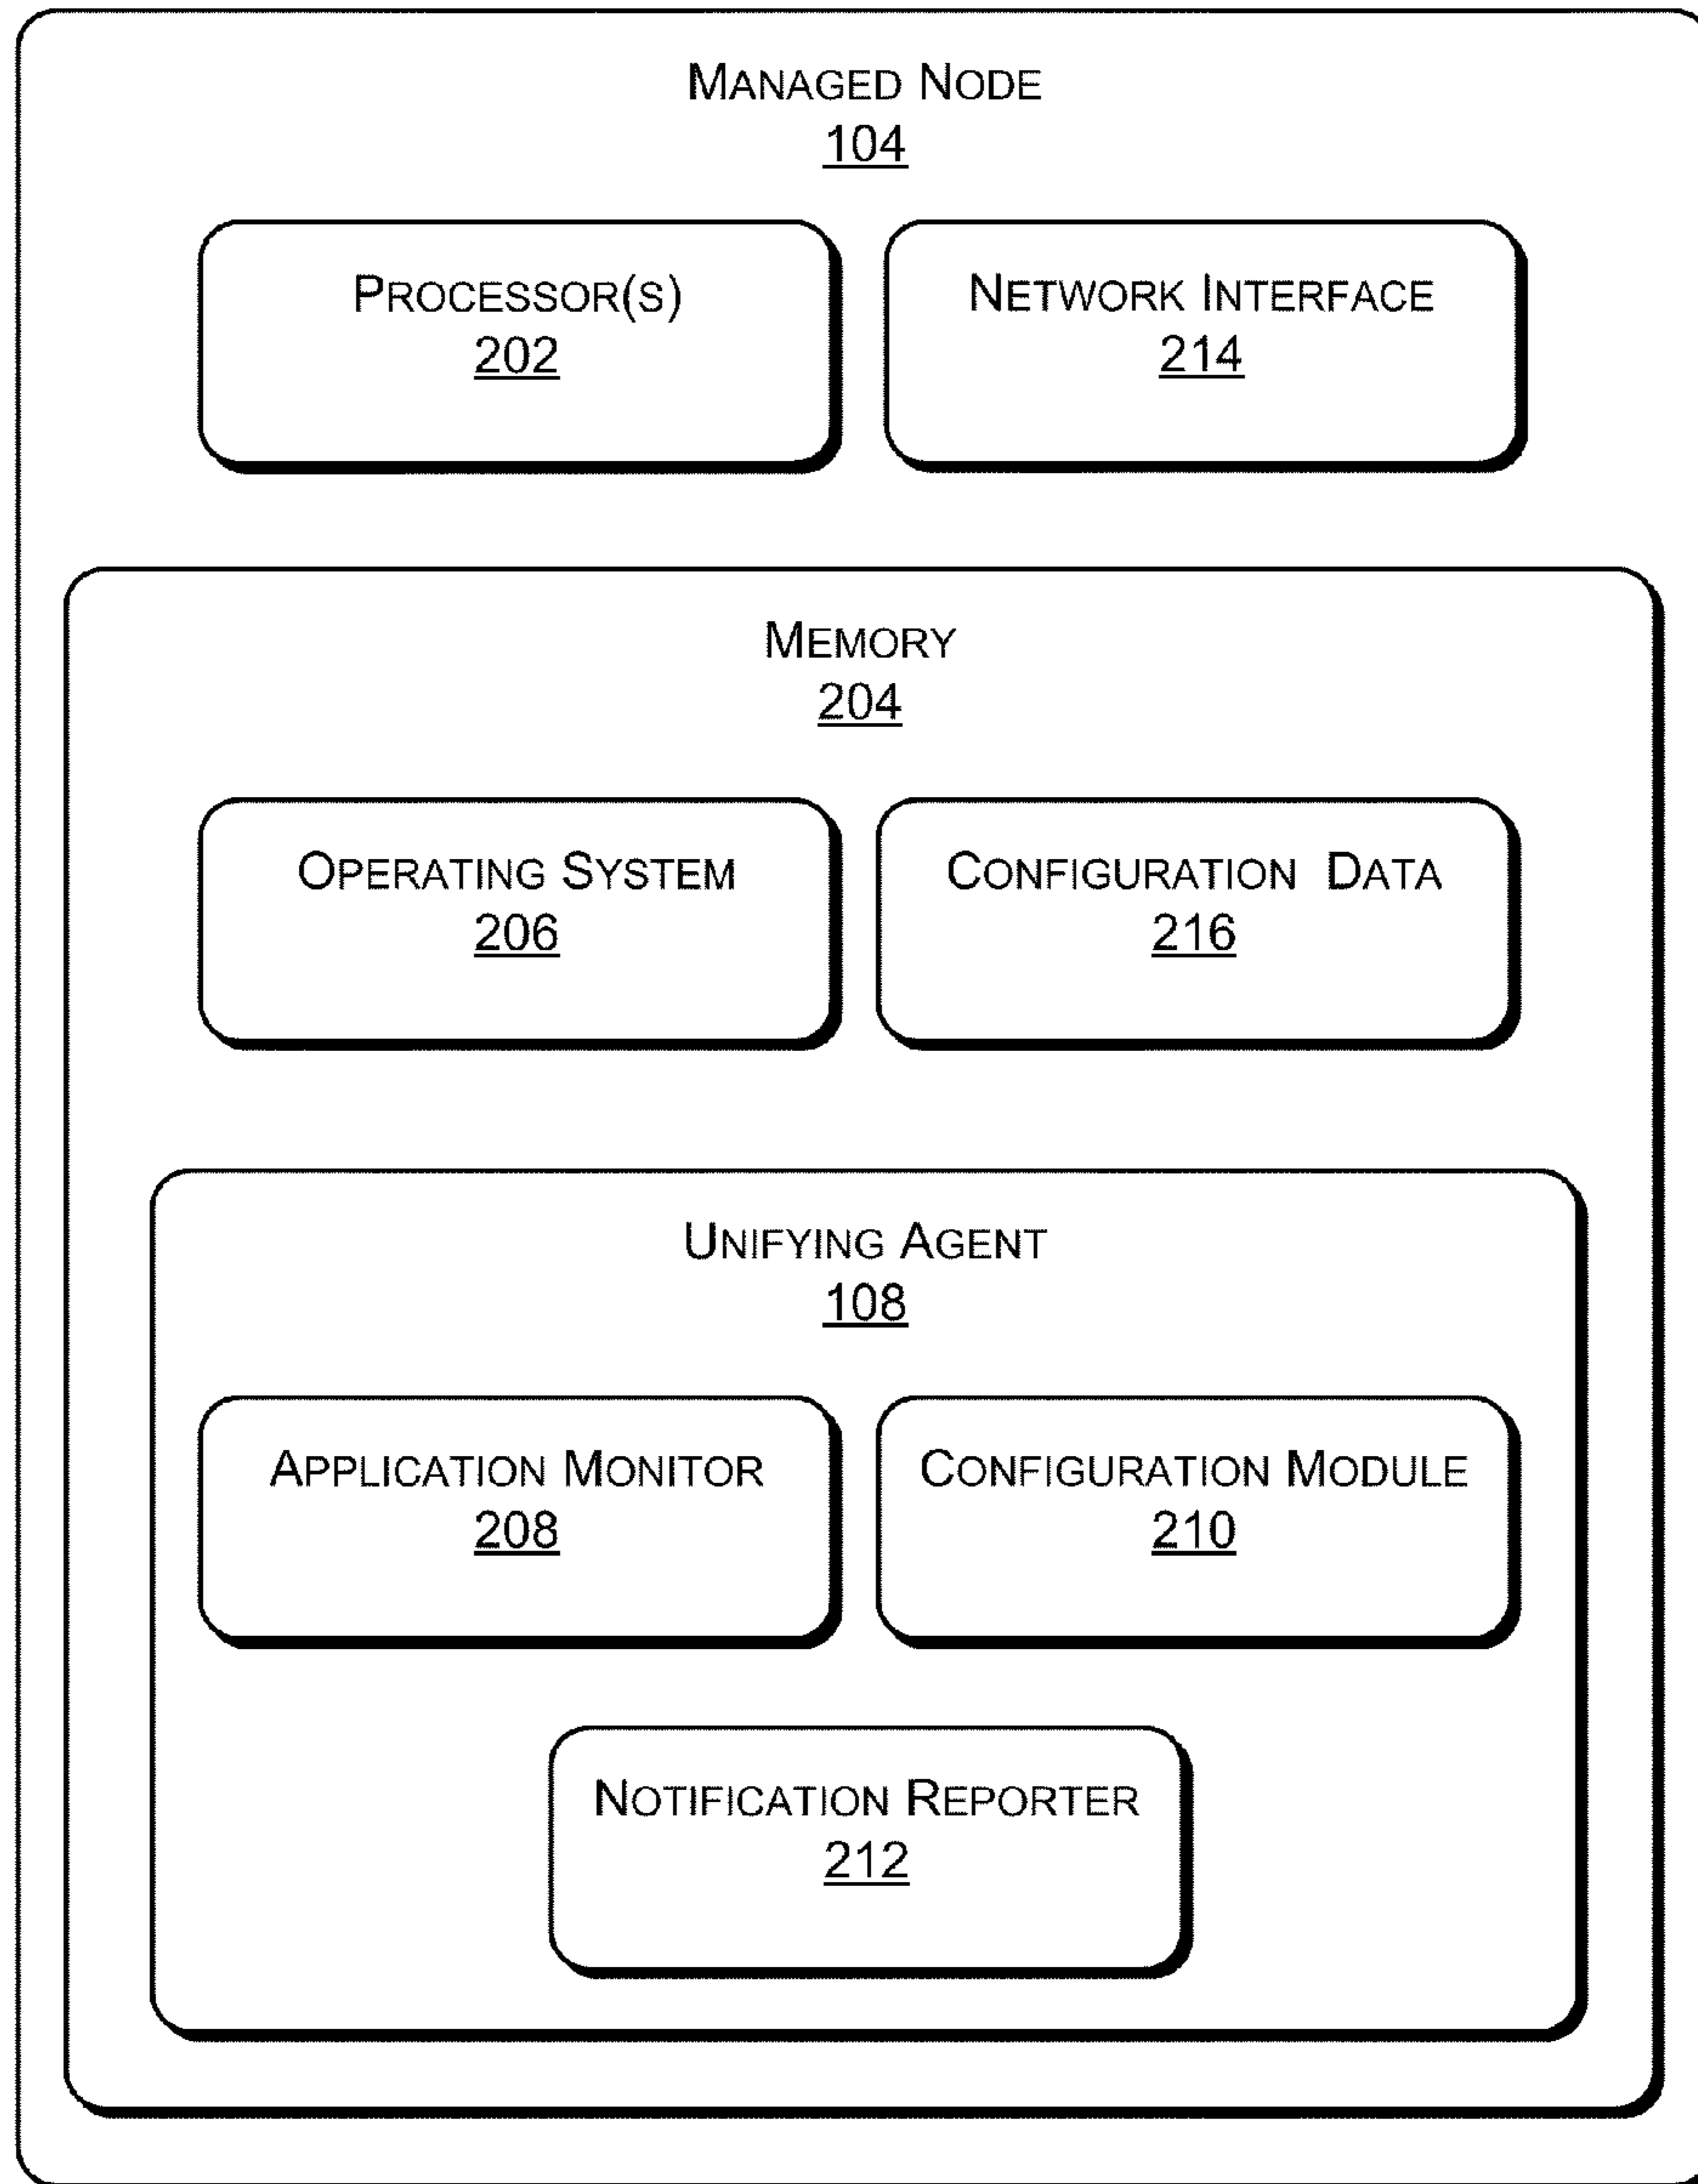 MANAGED NODE
104
PROCESSOR(S)
202
NETWORK INTERFACE
214
MEMORY
204
OPERATING SYSTEM
206
CONFIGURATION DATA
216
UNIFYING AGENT
108
APPLICATION MONITOR
208
CONFIGURATION MODULE
210
NOTIFICATION REPORTER
212